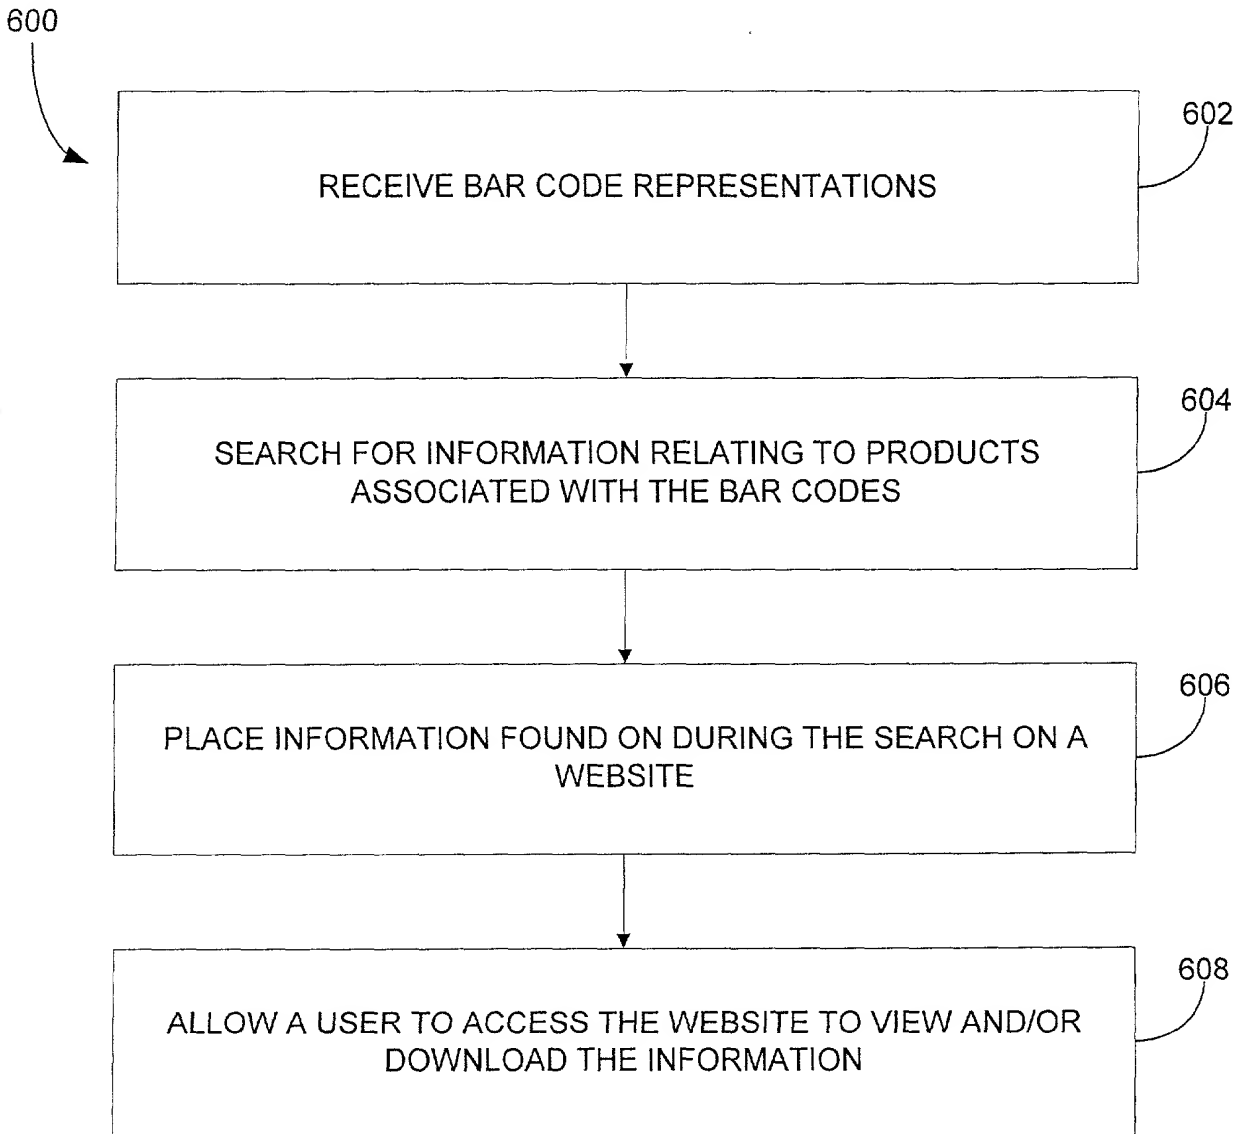 600
602
RECEIVE BAR CODE REPRESENTATIONS
604
SEARCH FOR INFORMATION RELATING TO PRODUCTS
ASSOCIATED WITH THE BAR CODES
606
PLACE INFORMATION FOUND ON DURING THE SEARCH ON A
WEBSITE
608
ALLOW A USER TO ACCESS THE WEBSITE TO VIEW AND/OR
DOWNLOAD THE INFORMATION